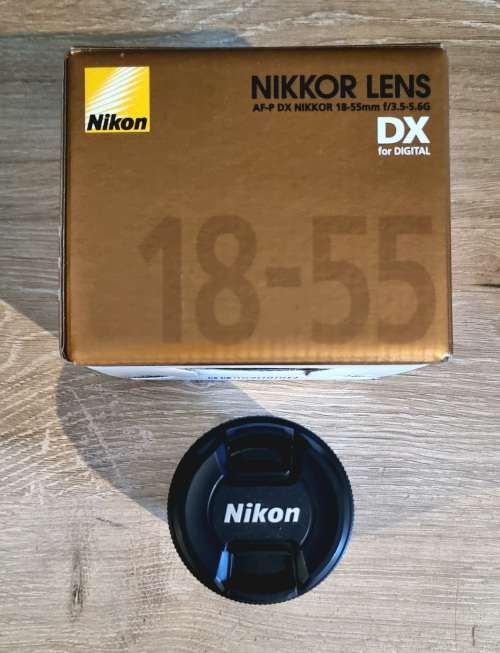 Nikon
NIKKOR LENS
AF-P DX NIKKOR 18-55mm f/3.5-5.6G
DX
for DIGITAL
18-55
Nikon